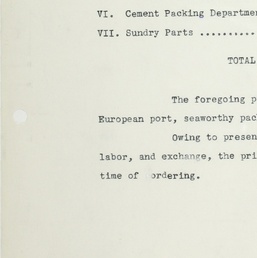 VI. Cement Packing Departmen
VII. Sundry Parts ..........
TOTAL
The foregoing p
European port, seaworthy pac
Owing to presen
labor, and exchange, the pri
time of ordering.